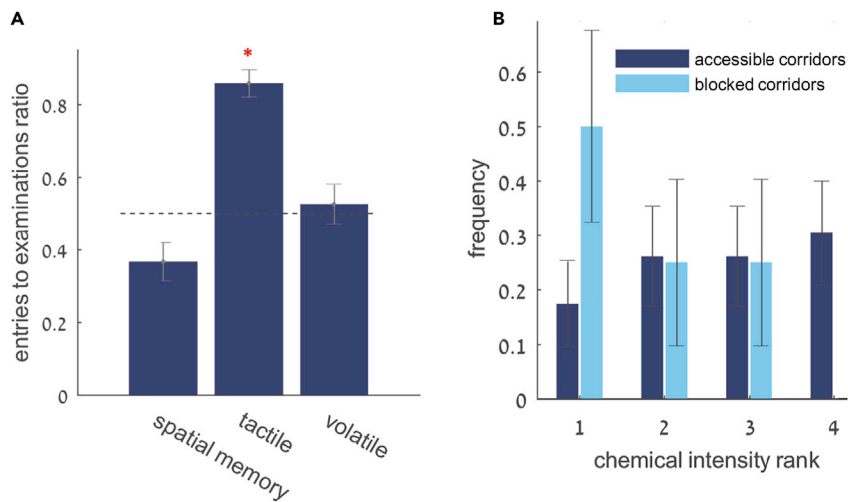 A
entries to examinations ratio
0.8
0.6
0.4
0.2
0
*
spatial memory
tactile
volatile
B
frequency
0.6
0.5
0.4
0.3
0.2
0.1
0
accessible corridors
blocked corridors
1 2 3 4
chemical intensity rank